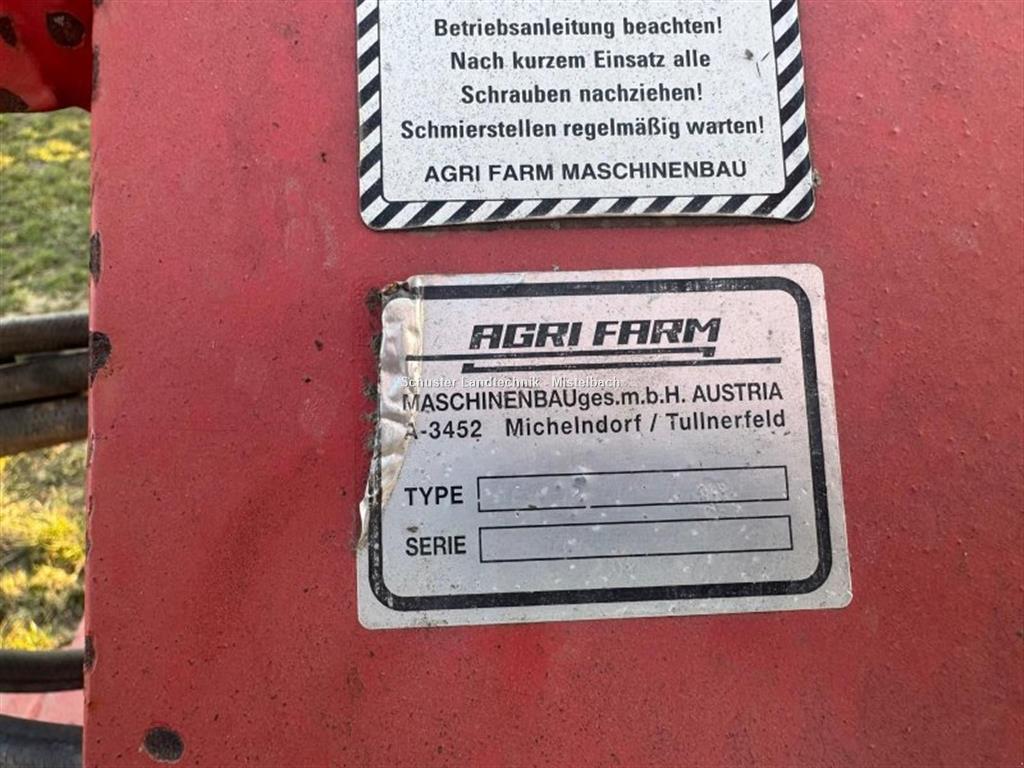 Betriebsanleitung beachten!
Nach kurzem Einsatz alle
Schrauben nachziehen!
Schmierstellen regelmäßig warten!
AGRI FARM MASCHINENBAU
AGRI FARM
Schuster Landtechnik - Mistelbach
MASCHINENBAUges.m.b.H. AUSTRIA
A-3452 Michelndorf / Tullnerfeld
TYPE
SERIE